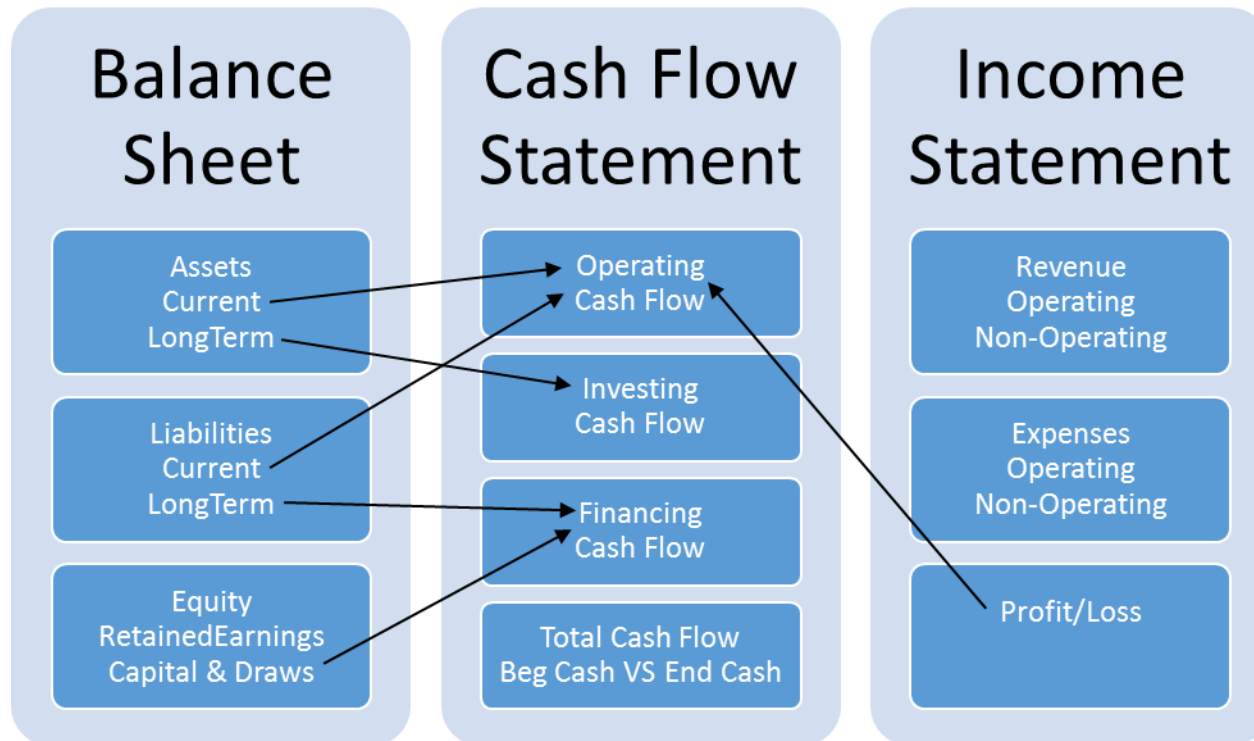 Balance
Sheet
Assets
Current
LongTerm
Liabilities
Current
LongTerm
Equity
RetainedEarnings
Capital & Draws
Cash Flow
Statement
Operating
Cash Flow
Investing
Cash Flow
Financing
Cash Flow
Total Cash Flow
Beg Cash VS End Cash
Income
Statement
Revenue
Operating
Non-Operating
Expenses
Operating
Non-Operating
Profit/Loss